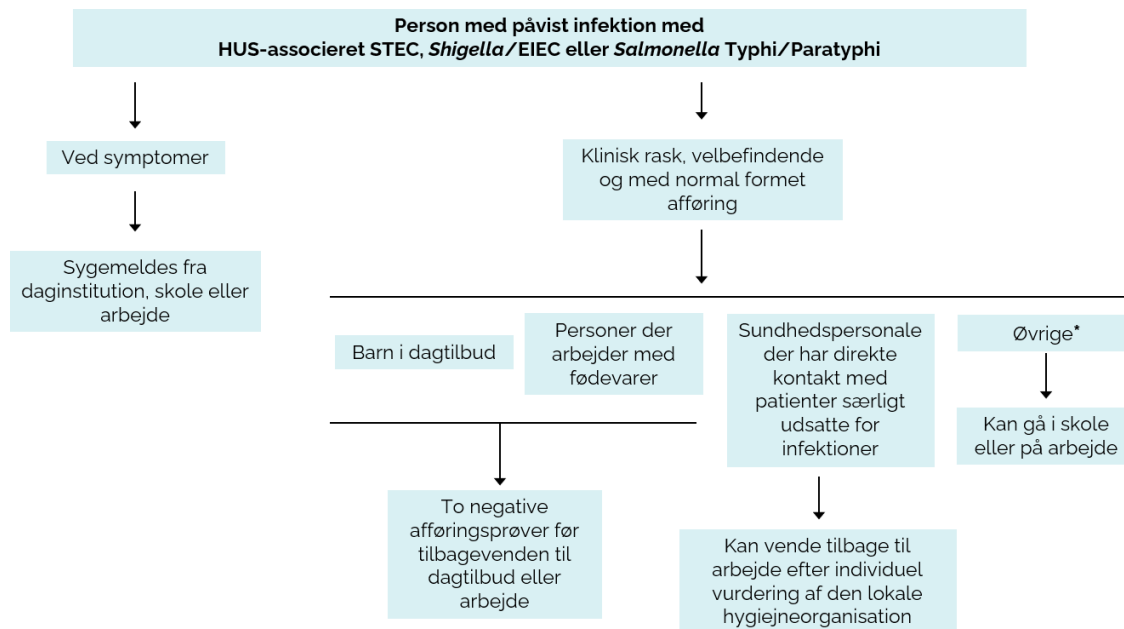 Person med påvist infektion med
HUS-associeret STEC, Shigella/EIEC eller Salmonella Typhi/Paratyphi
Ved symptomer
Sygemeldes fra
daginstitution, skole eller
arbejde
Klinisk rask, velbefindende
og med normal formet
afføring
Barn i dagtilbud
Personer der
arbejder med
fødevarer
Sundhedspersonale
der har direkte
kontakt med
patienter særligt
udsatte for
infektioner
Øvrige*
Kan gå i skole
eller på arbejde
To negative
afføringsprøver før
tilbagevenden til
dagtilbud eller
arbejde
Kan vende tilbage til
arbejde efter individuel
vurdering af den lokale
hygiejneorganisation